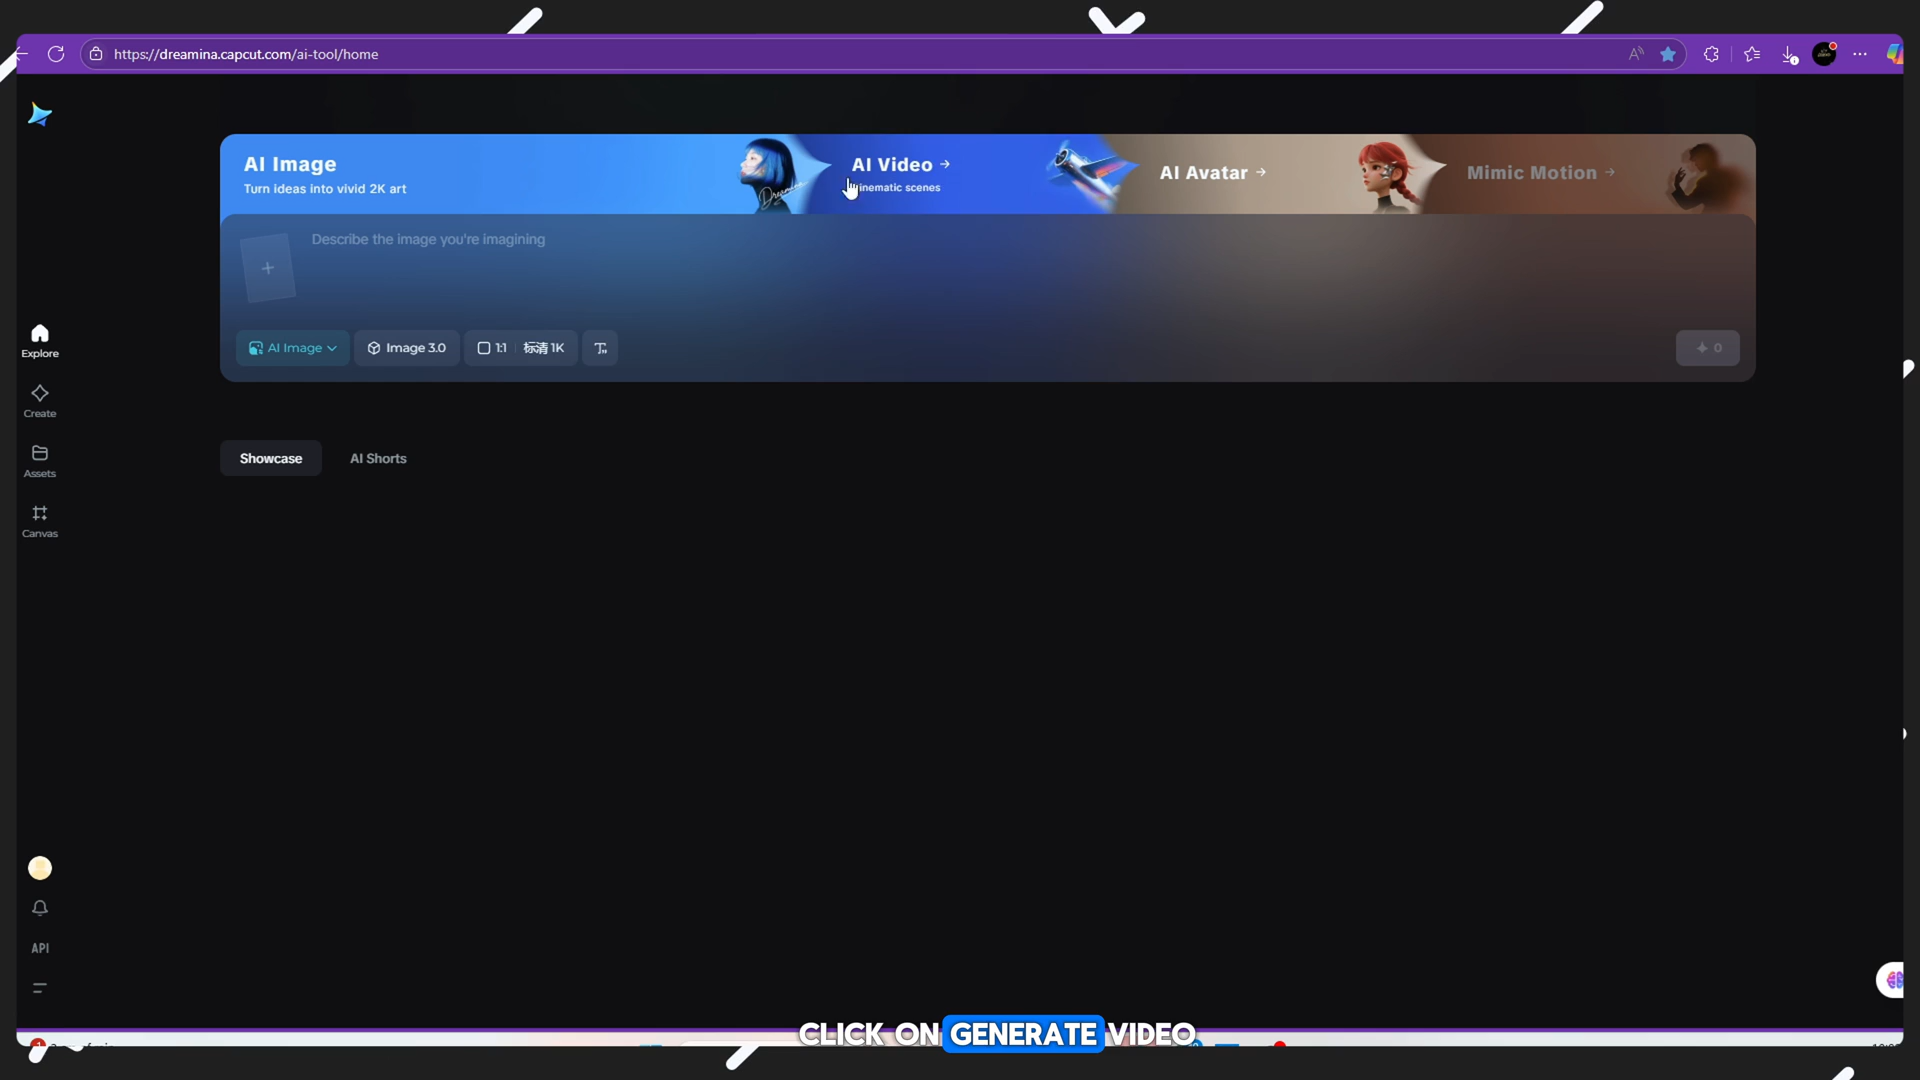 https://dreamina.capcut.com/ai-tool/home
AI Image
Turn ideas into vivid 2K art
Dreamina
AI Video
inematic scenes
AI Avatar
Mimic Motion
Describe the image you're imagining
AI Image
Image 3.0
1:1
标清 1K
0
Explore
Create
Assets
Canvas
Showcase
AI Shorts
API
CLICK ON GENERATE VIDEO